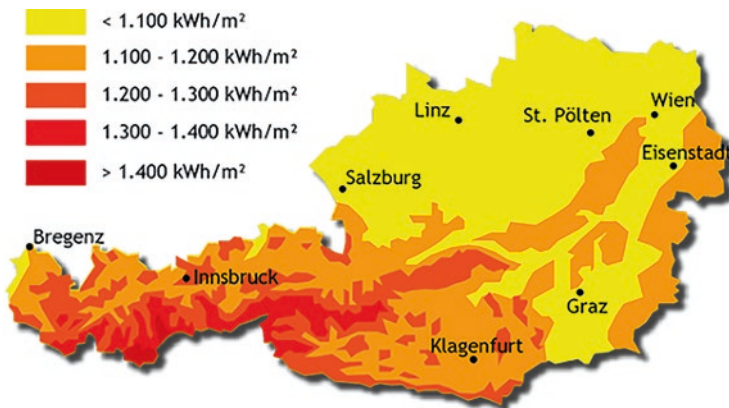 < 1.100 kWh/m²
1.100 - 1.200 kWh/m²
1.200 - 1.300 kWh/m²
1.300 - 1.400 kWh/m²
> 1.400 kWh/m²
Linz
St. Pölten
Wien
Eisenstadt
Salzburg
Bregenz
Innsbruck
Graz
Klagenfurt